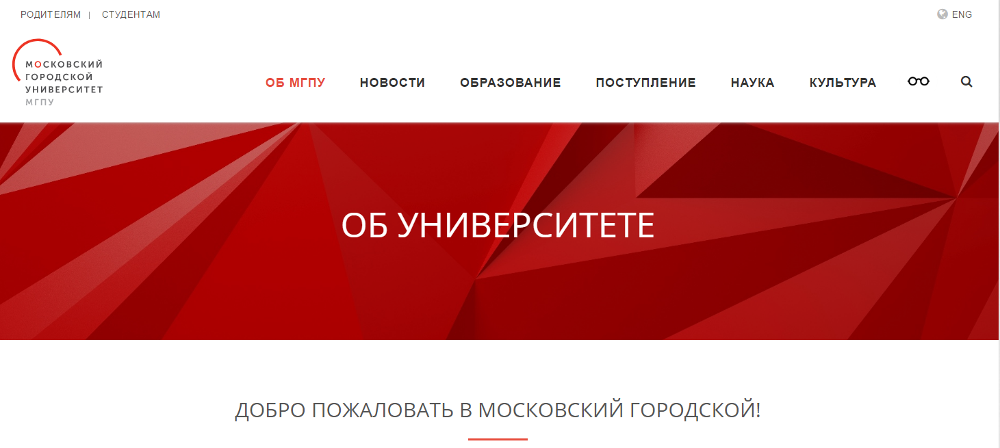 РОДИТЕЛЯМ | СТУДЕНТАМ
ENG
МОСКОВСКИЙ
ГОРОДСКОЙ
УНИВЕРСИТЕТ
МГПУ
ОБ МГПУ НОВОСТИ ОБРАЗОВАНИЕ ПОСТУПЛЕНИЕ НАУКА КУЛЬТУРА
ОБ УНИВЕРСИТЕТЕ
ДОБРО ПОЖАЛОВАТЬ В МОСКОВСКИЙ ГОРОДСКОЙ!